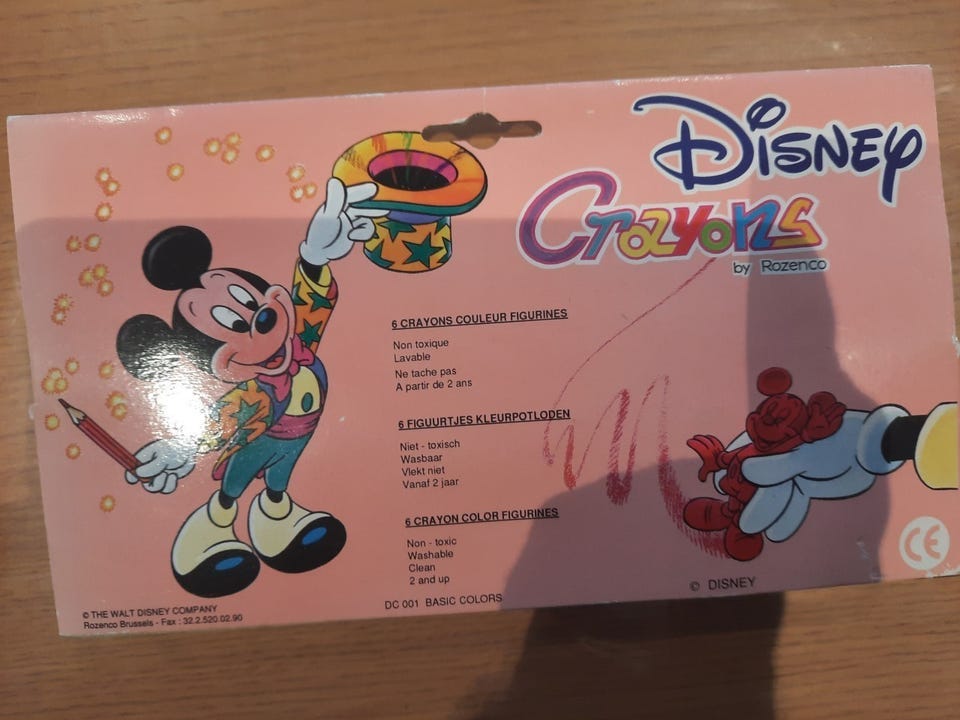 Disney
Crayons
by Rozenco
6 CRAYONS COULEUR FIGURINES
Non toxique
Lavable
Ne tache pas
A partir de 2 ans
6 FIGUURTJES KLEURPOTLODEN
Niet - toxisch
Wasbaar
Vlekt niet
Vanaf 2 jaar
6 CRAYON COLOR FIGURINES
Non - toxic
Washable
Clean
2 and up
DC 001 BASIC COLORS
© DISNEY
CE
© THE WALT DISNEY COMPANY
Rozenco Brussels - Fax : 32.2.520.02.90